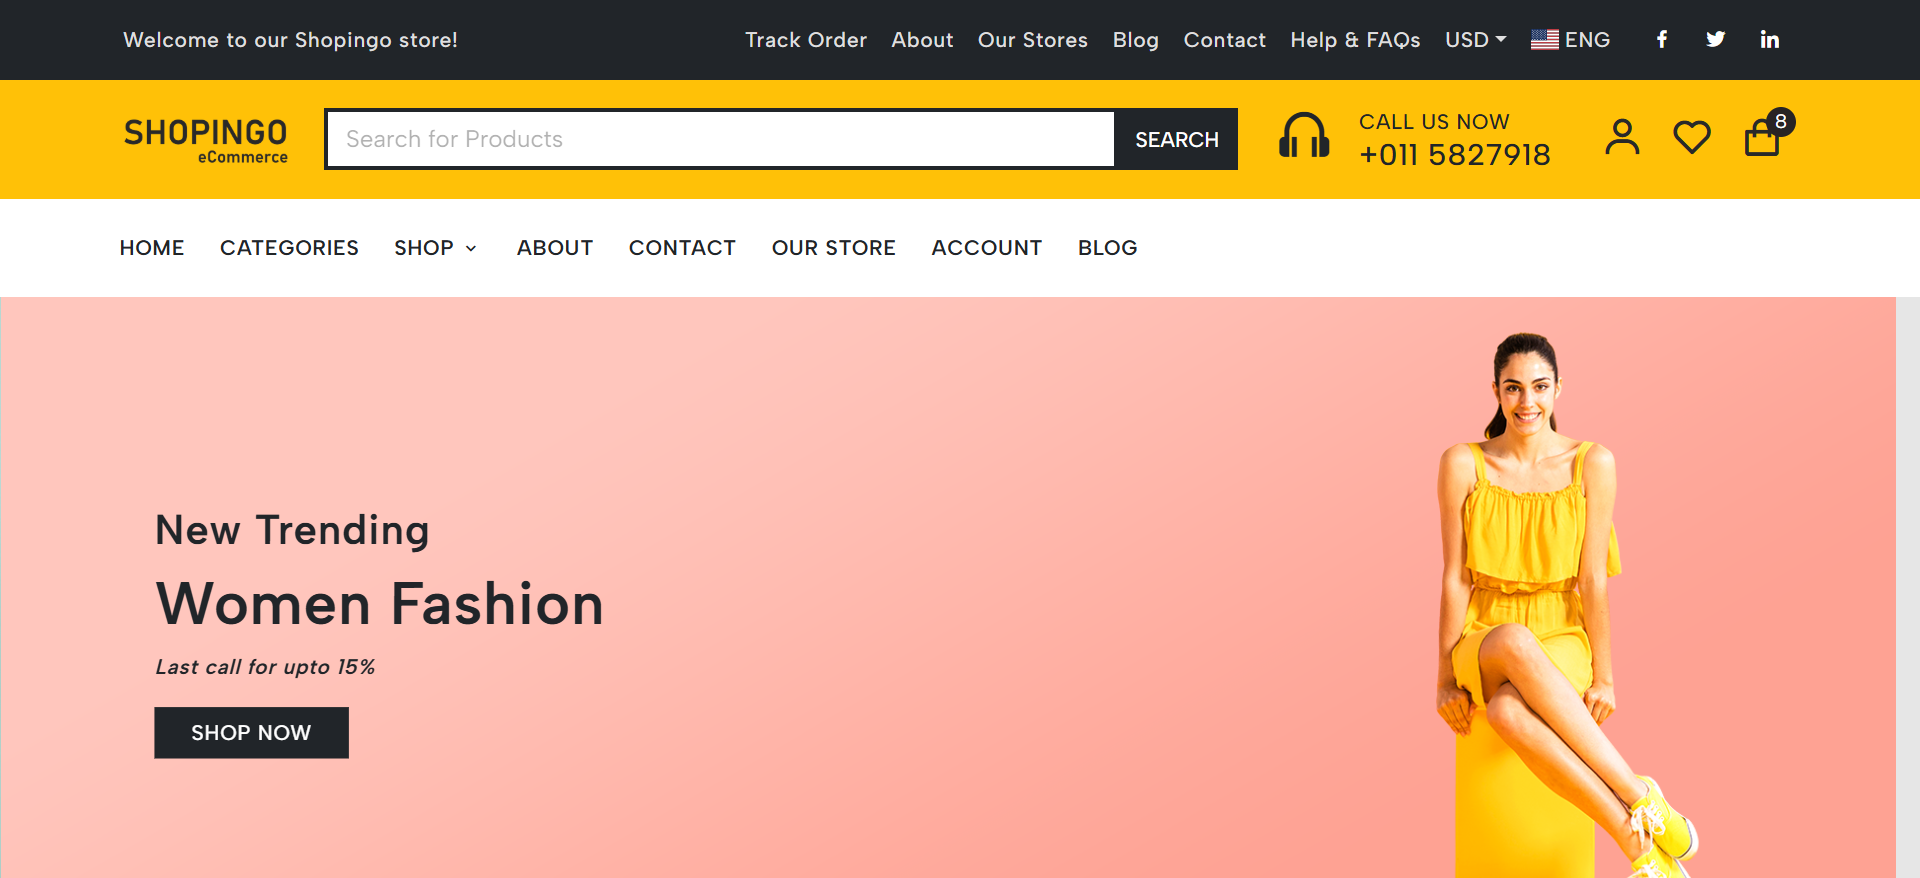 Welcome to our Shopingo store!
Track Order About Our Stores Blog Contact Help & FAQs USD ENG
SHOPINGO
eCommerce
Search for Products
SEARCH
CALL US NOW
+011 5827918
8
HOME CATEGORIES SHOP ABOUT CONTACT OUR STORE ACCOUNT BLOG
New Trending
Women Fashion
Last call for upto 15%
SHOP NOW